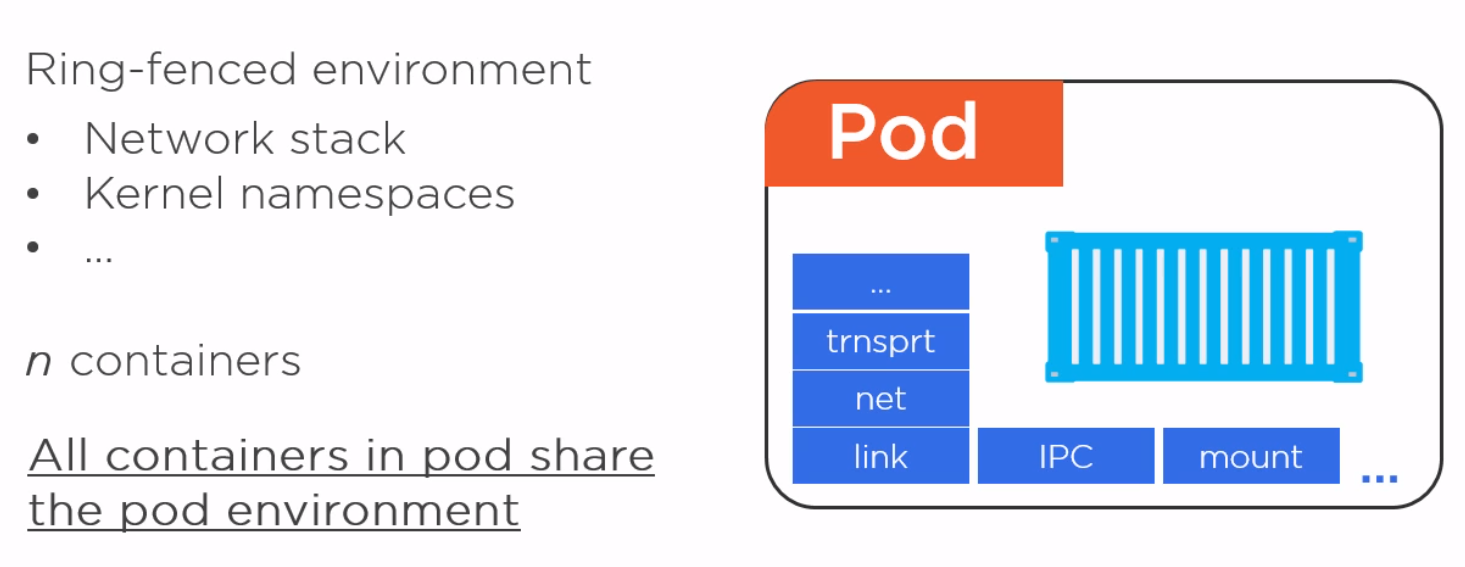 Ring-fenced environment
• Network stack
• Kernel namespaces
• ...
n containers
All containers in pod share
the pod environment
Pod
...
trnsprt
net
link
IPC
mount
...